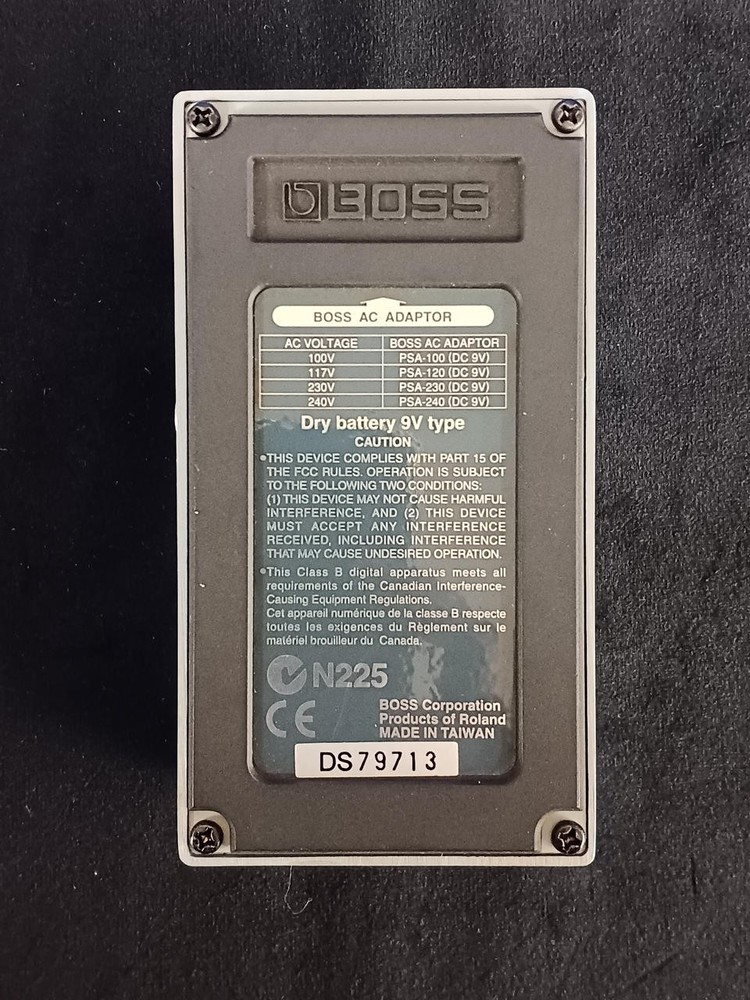 BOSS
BOSS AC ADAPTOR
AC VOLTAGE BOSS AC ADAPTOR
100V PSA-100 (DC 9V)
117V PSA-120 (DC 9V)
230V PSA-230 (DC 9V)
240V PSA-240 (DC 9V)
Dry battery 9V type
CAUTION
•THIS DEVICE COMPLIES WITH PART 15 OF
THE FCC RULES. OPERATION IS SUBJECT
TO THE FOLLOWING TWO CONDITIONS:
(1) THIS DEVICE MAY NOT CAUSE HARMFUL
INTERFERENCE, AND (2) THIS DEVICE
MUST ACCEPT ANY INTERFERENCE
RECEIVED, INCLUDING INTERFERENCE
THAT MAY CAUSE UNDESIRED OPERATION.
•This Class B digital apparatus meets all
requirements of the Canadian Interference-
Causing Equipment Regulations.
Cet appareil numérique de la classe B respecte
toutes les exigences du Règlement sur le
matériel brouilleur du Canada.
N225
CE
BOSS Corporation
Products of Roland
MADE IN TAIWAN
DS79713